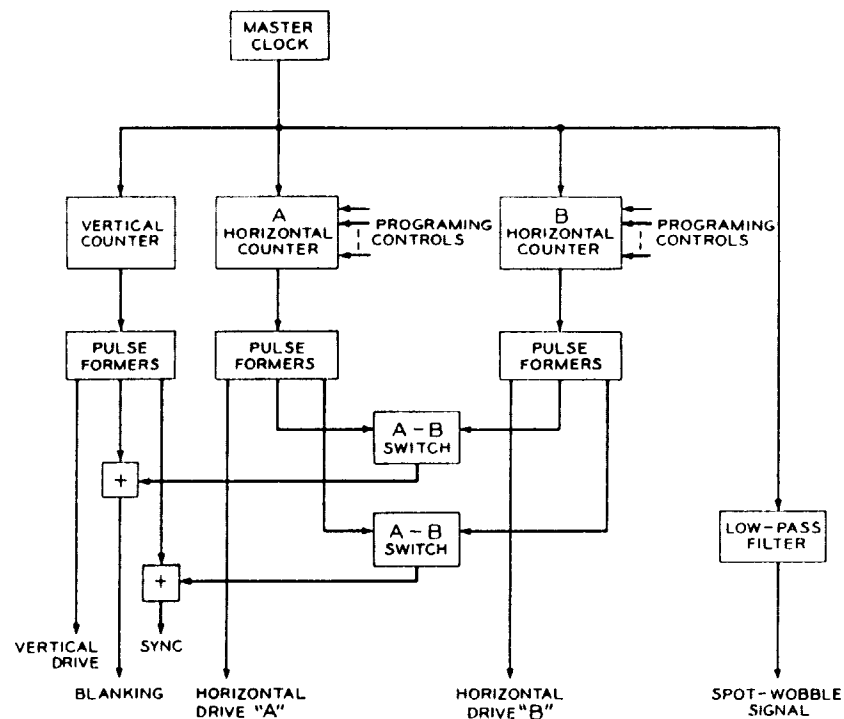 MASTER
CLOCK
VERTICAL
COUNTER
A
HORIZONTAL
COUNTER
PROGRAMING
CONTROLS
B
HORIZONTAL
COUNTER
PROGRAMING
CONTROLS
PULSE
FORMERS
PULSE
FORMERS
PULSE
FORMERS
A-B
SWITCH
+
A-B
SWITCH
LOW-PASS
FILTER
+
VERTICAL
DRIVE
SYNC
BLANKING
HORIZONTAL
DRIVE "A"
HORIZONTAL
DRIVE "B"
SPOT-WOBBLE
SIGNAL